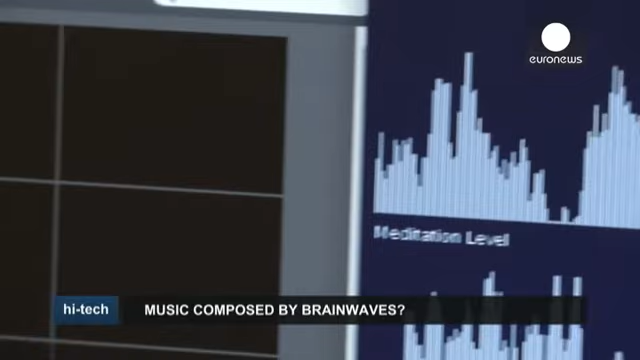 euronews
Meditation Level
hi-tech
MUSIC COMPOSED BY BRAINWAVES?